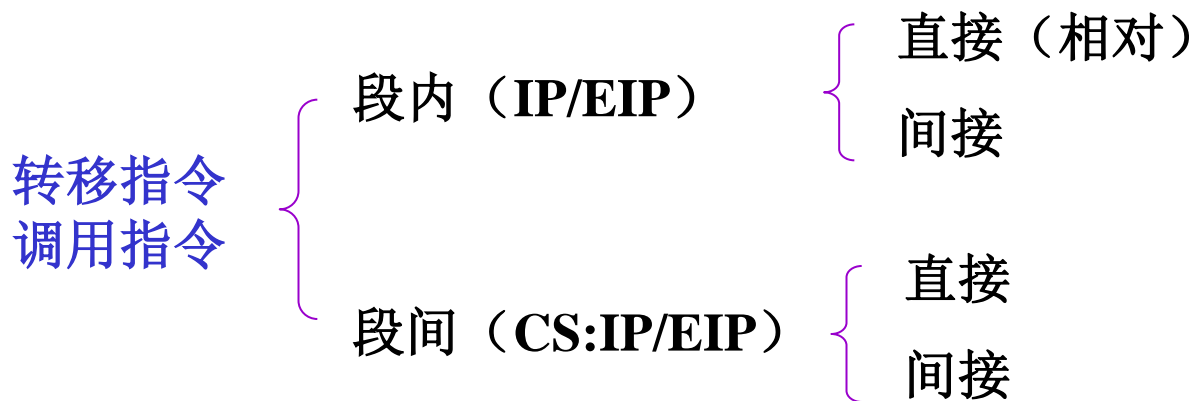 直接（相对）
段内（IP/EIP）
间接
转移指令
调用指令
直接
段间（CS:IP/EIP）
间接